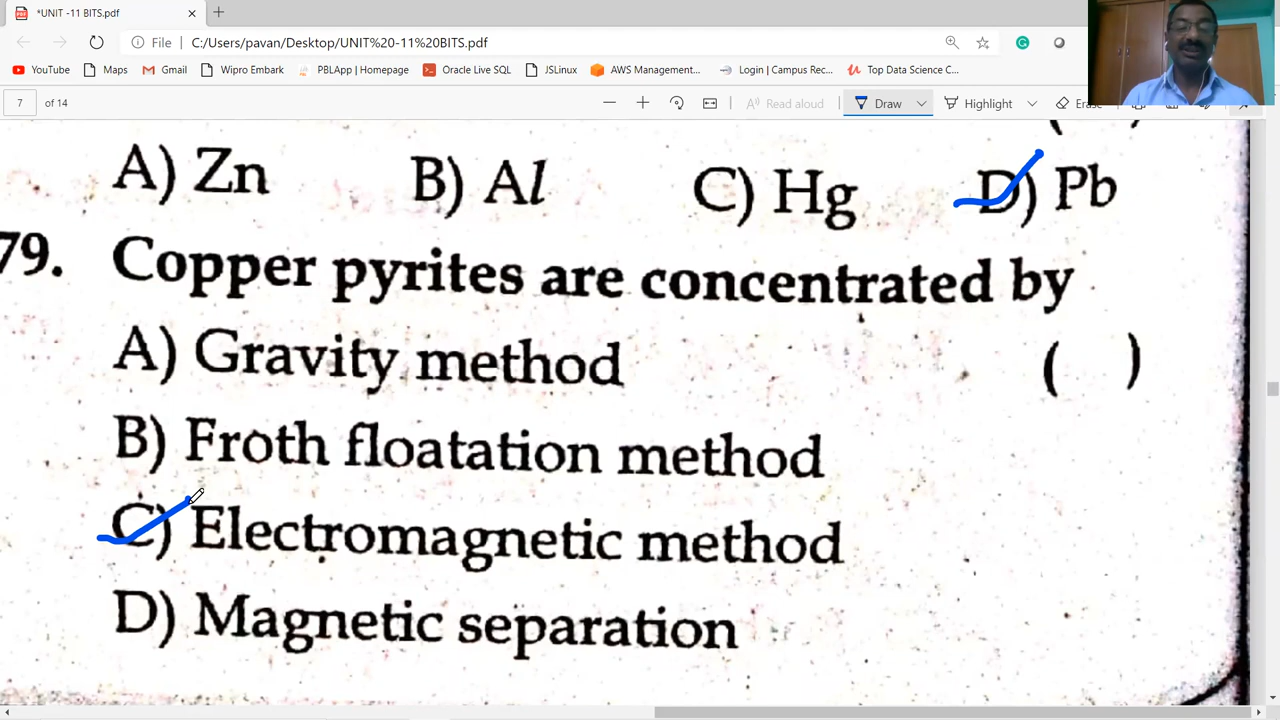 *UNIT -11 BITS.pdf
File C:/Users/pavan/Desktop/UNIT%20-11%20BITS.pdf
YouTube Maps Gmail Wipro Embark PBLApp | Homepage Oracle Live SQL JSLinux AWS Management... Login | Campus Rec... Top Data Science C...
7 of 14 Read aloud Draw Highlight Erase
A) Zn B) Al C) Hg D) Pb
79. Copper pyrites are concentrated by
A) Gravity method ( )
B) Froth floatation method
C) Electromagnetic method
D) Magnetic separation